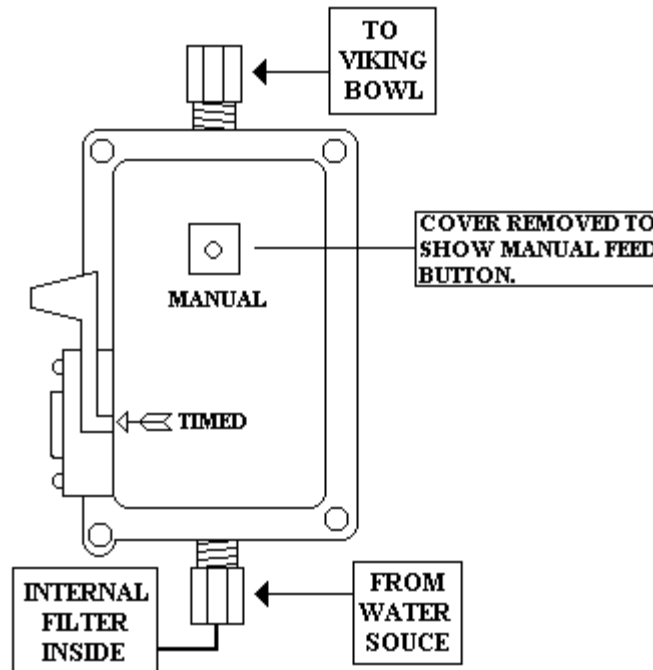 TO
VIKING
BOWL
COVER REMOVED TO
SHOW MANUAL FEED
BUTTON.
MANUAL
TIMED
INTERNAL
FILTER
INSIDE
FROM
WATER
SOUCE